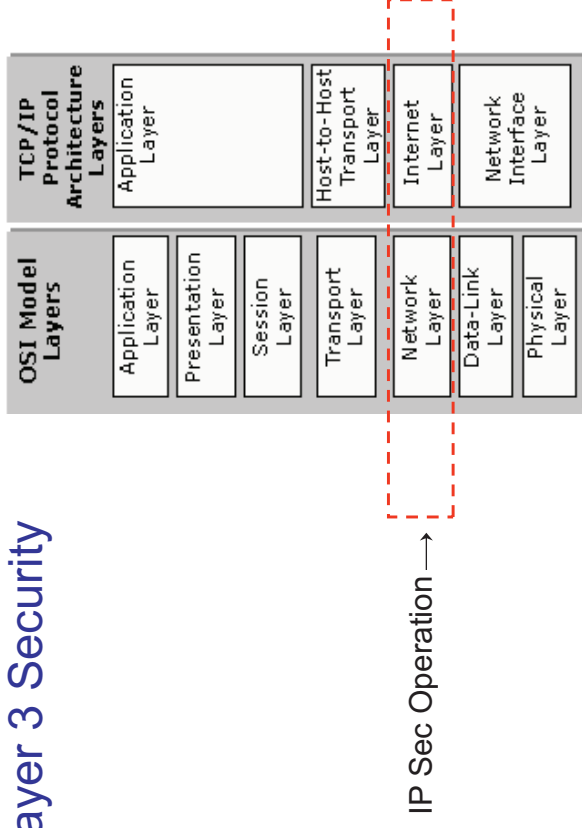 ayer 3 Security
IP Sec Operation →
OSI Model
Layers
Application
Layer
Presentation
Layer
Session
Layer
Transport
Layer
Network
Layer
Data-Link
Layer
Physical
Layer
TCP/IP
Protocol
Architecture
Layers
Application
Layer
Host-to-Host
Transport
Layer
Internet
Layer
Network
Interface
Layer